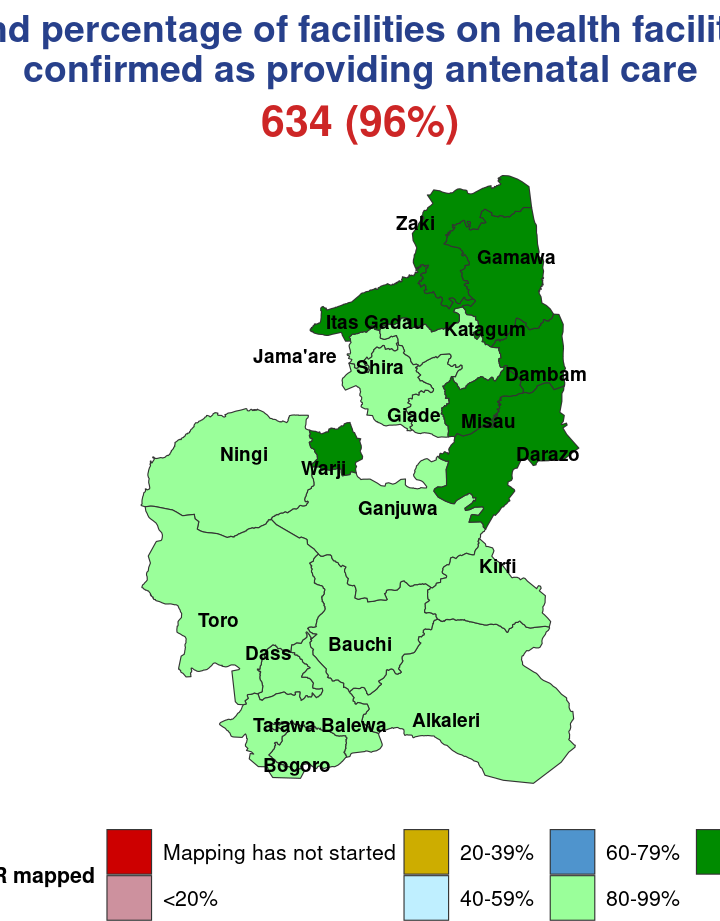 percentage of facilities on health
confirmed as providing antenatal care
634 (96%)
Zaki
Gamawa
Itas Gadau
Katagum
Jama'are
Shira
Dambam
Giade
Misau
Ningi
Darazo
Warji
Ganjuwa
Kirfi
Toro
Bauchi
Dass
Alkaleri
Tafawa Balewa
Bogoro
Mapping has not started
20-39%
60-79%
mapped
<20%
40-59%
80-99%